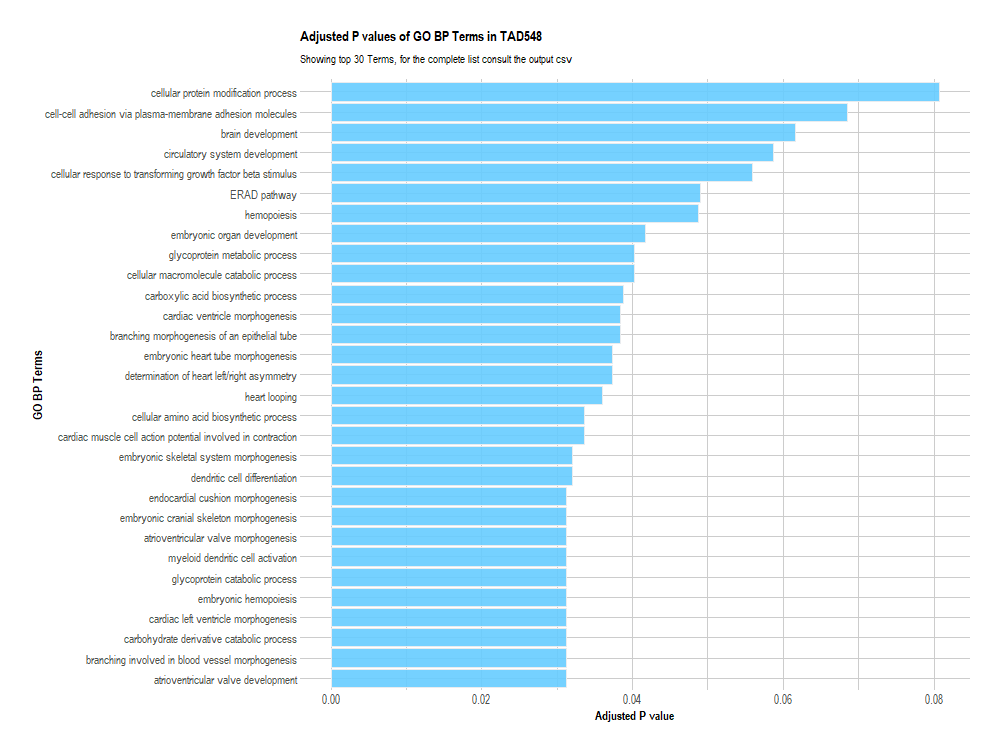 Adjusted P values of GO BP Terms in TAD548
Showing top 30 Terms, for the complete list consult the output csv
cellular protein modification process
cell-cell adhesion via plasma-membrane adhesion molecules
brain development
circulatory system development
cellular response to transforming growth factor beta stimulus
ERAD pathway
hemopoiesis
embryonic organ development
glycoprotein metabolic process
cellular macromolecule catabolic process
carboxylic acid biosynthetic process
cardiac ventricle morphogenesis
branching morphogenesis of an epithelial tube
embryonic heart tube morphogenesis
determination of heart left/right asymmetry
heart looping
cellular amino acid biosynthetic process
cardiac muscle cell action potential involved in contraction
embryonic skeletal system morphogenesis
dendritic cell differentiation
endocardial cushion morphogenesis
embryonic cranial skeleton morphogenesis
atrioventricular valve morphogenesis
myeloid dendritic cell activation
glycoprotein catabolic process
embryonic hemopoiesis
cardiac left ventricle morphogenesis
carbohydrate derivative catabolic process
branching involved in blood vessel morphogenesis
atrioventricular valve development
GO BP Terms
0.00 0.02 0.04 0.06 0.08
Adjusted P value